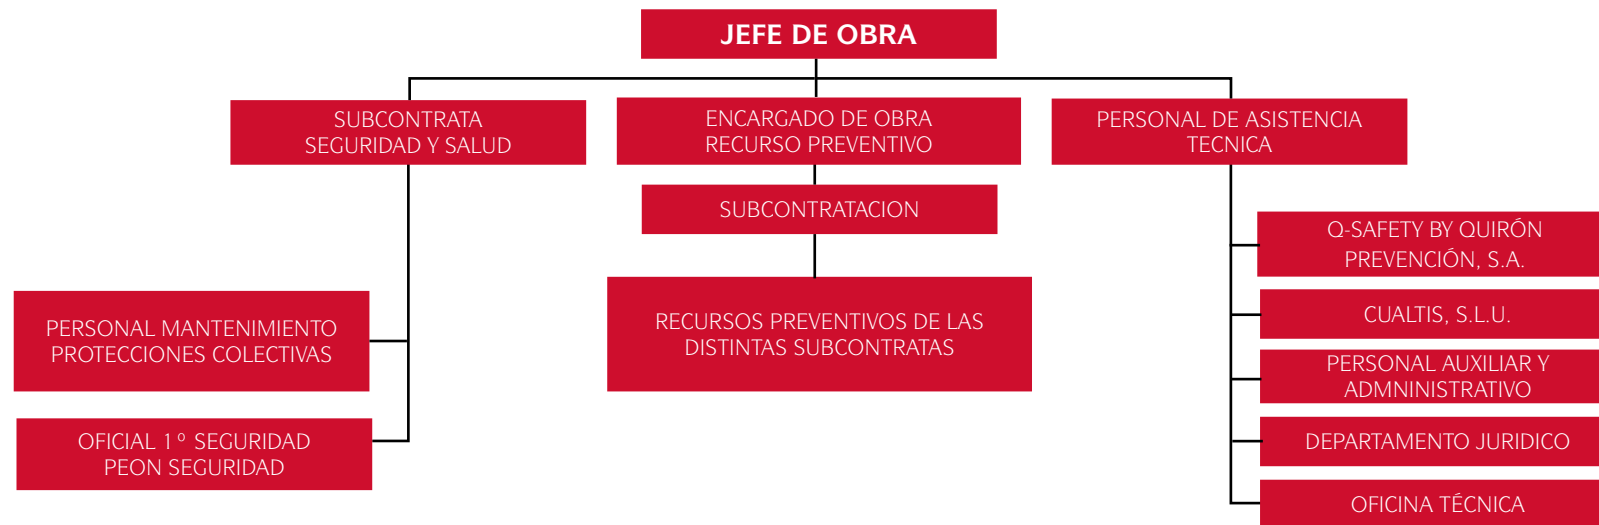 JEFE DE OBRA
SUBCONTRATA
SEGURIDAD Y SALUD
ENCARGADO DE OBRA
RECURSO PREVENTIVO
PERSONAL DE ASISTENCIA
TECNICA
SUBCONTRATACION
Q-SAFETY BY QUIRÓN
PREVENCIÓN, S.A.
PERSONAL MANTENIMIENTO
PROTECCIONES COLECTIVAS
RECURSOS PREVENTIVOS DE LAS
DISTINTAS SUBCONTRATAS
CUALTIS, S.L.U.
PERSONAL AUXILIAR Y
ADMNINISTRATIVO
OFICIAL 1º SEGURIDAD
PEON SEGURIDAD
DEPARTAMENTO JURIDICO
OFICINA TÉCNICA